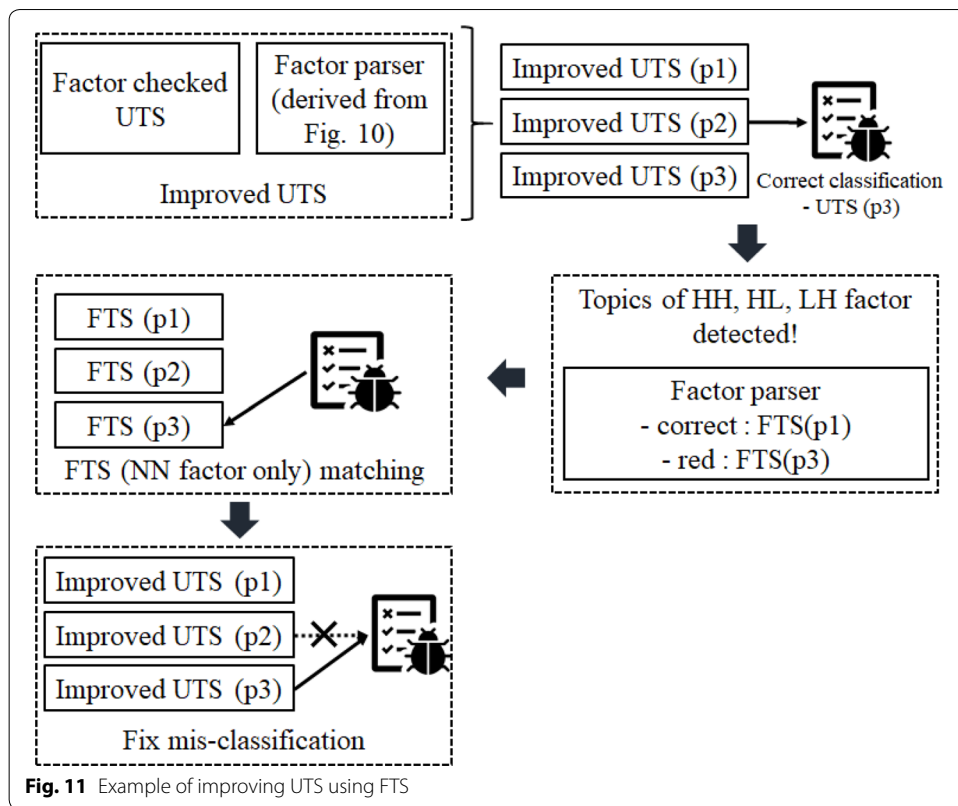 Factor checked
UTS
Factor parser
(derived from
Fig. 10)
Improved UTS
Improved UTS (p1)
Improved UTS (p2)
Improved UTS (p3)
Correct classification
- UTS (p3)
Topics of HH, HL, LH factor
detected!
Factor parser
- correct : FTS(p1)
- red : FTS(p3)
FTS (p1)
FTS (p2)
FTS (p3)
FTS (NN factor only) matching
Improved UTS (p1)
Improved UTS (p2)
Improved UTS (p3)
Fix mis-classification
Fig. 11 Example of improving UTS using FTS